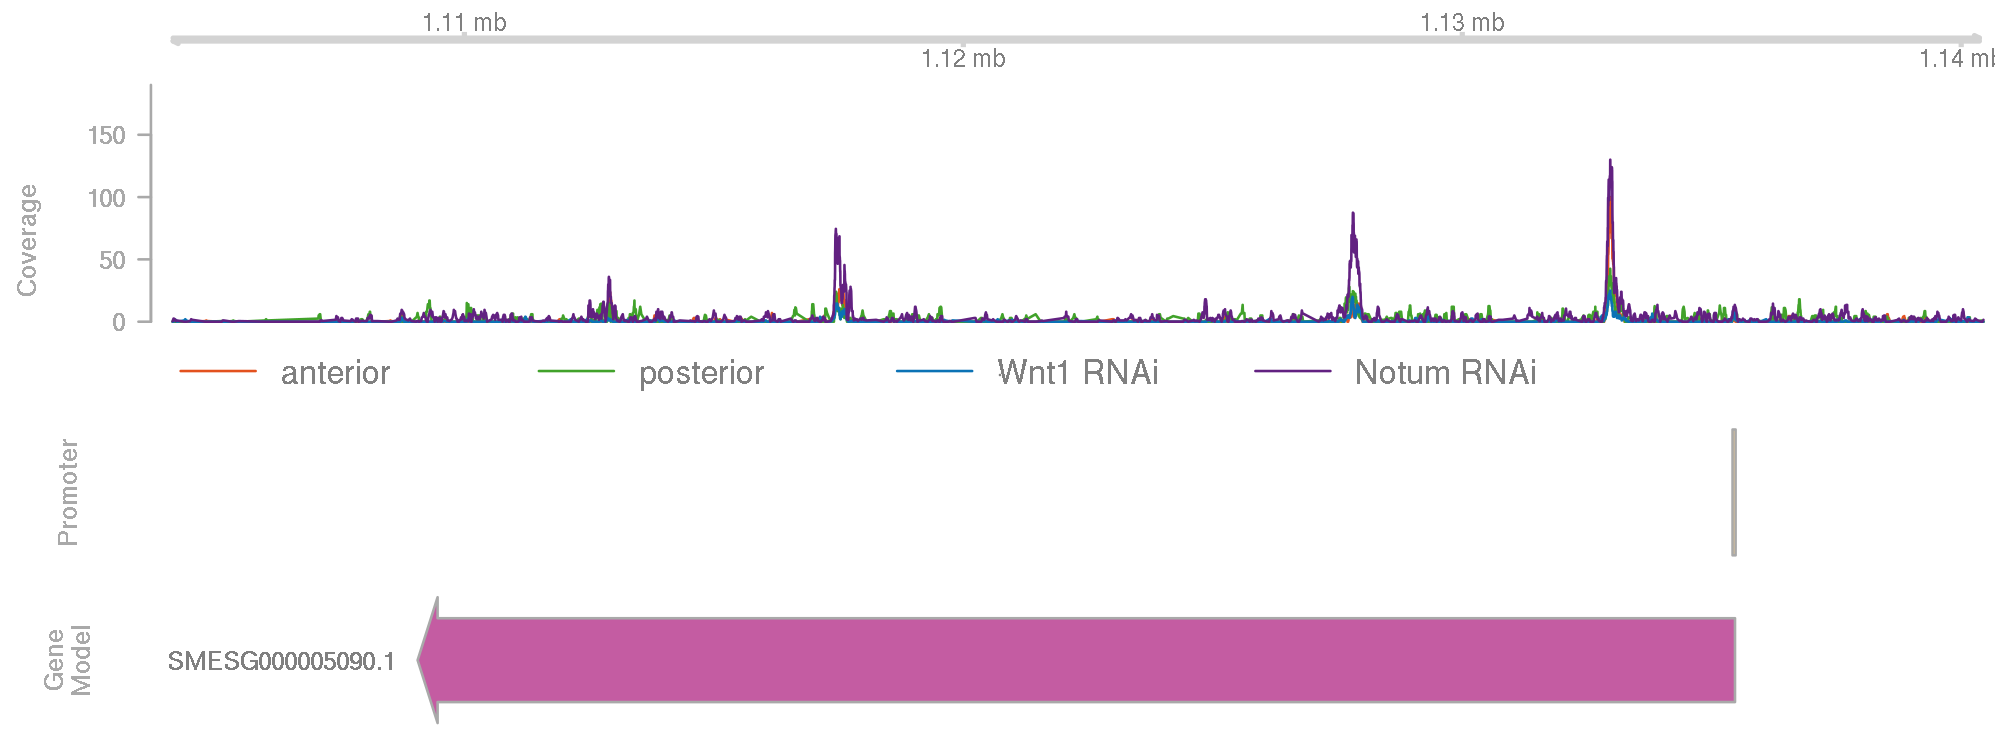 1.11 mb
1.13 mb
1.12 mb
1.14 mb
Coverage
150
100
50
0
anterior
posterior
Wnt1 RNAi
Notum RNAi
Promoter
Gene
Model
SMESG000005090.1